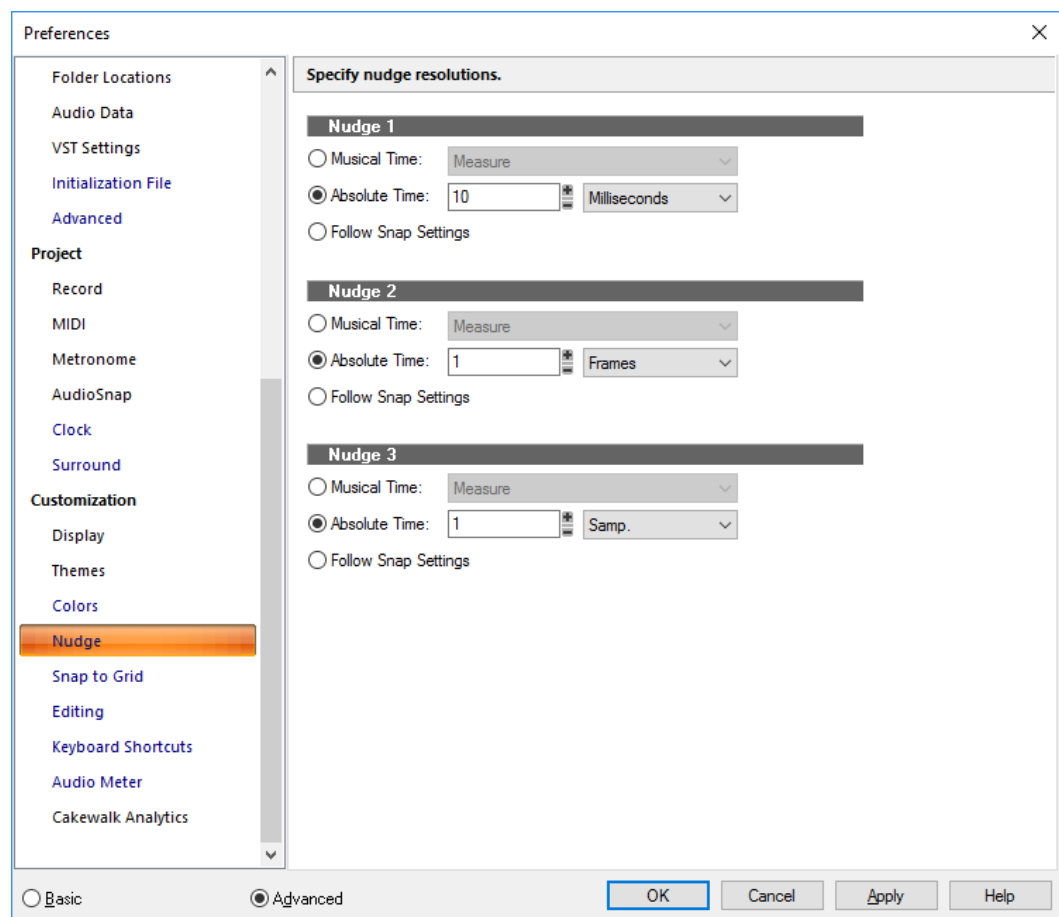 Preferences
Folder Locations
Audio Data
VST Settings
Initialization File
Advanced
Project
Record
MIDI
Metronome
AudioSnap
Clock
Surround
Customization
Display
Themes
Colors
Nudge
Snap to Grid
Editing
Keyboard Shortcuts
Audio Meter
Cakewalk Analytics
Specify nudge resolutions.
Nudge 1
Musical Time: Measure
Absolute Time: 10 Milliseconds
Follow Snap Settings
Nudge 2
Musical Time: Measure
Absolute Time: 1 Frames
Follow Snap Settings
Nudge 3
Musical Time: Measure
Absolute Time: 1 Samp.
Follow Snap Settings
Basic Advanced OK Cancel Apply Help